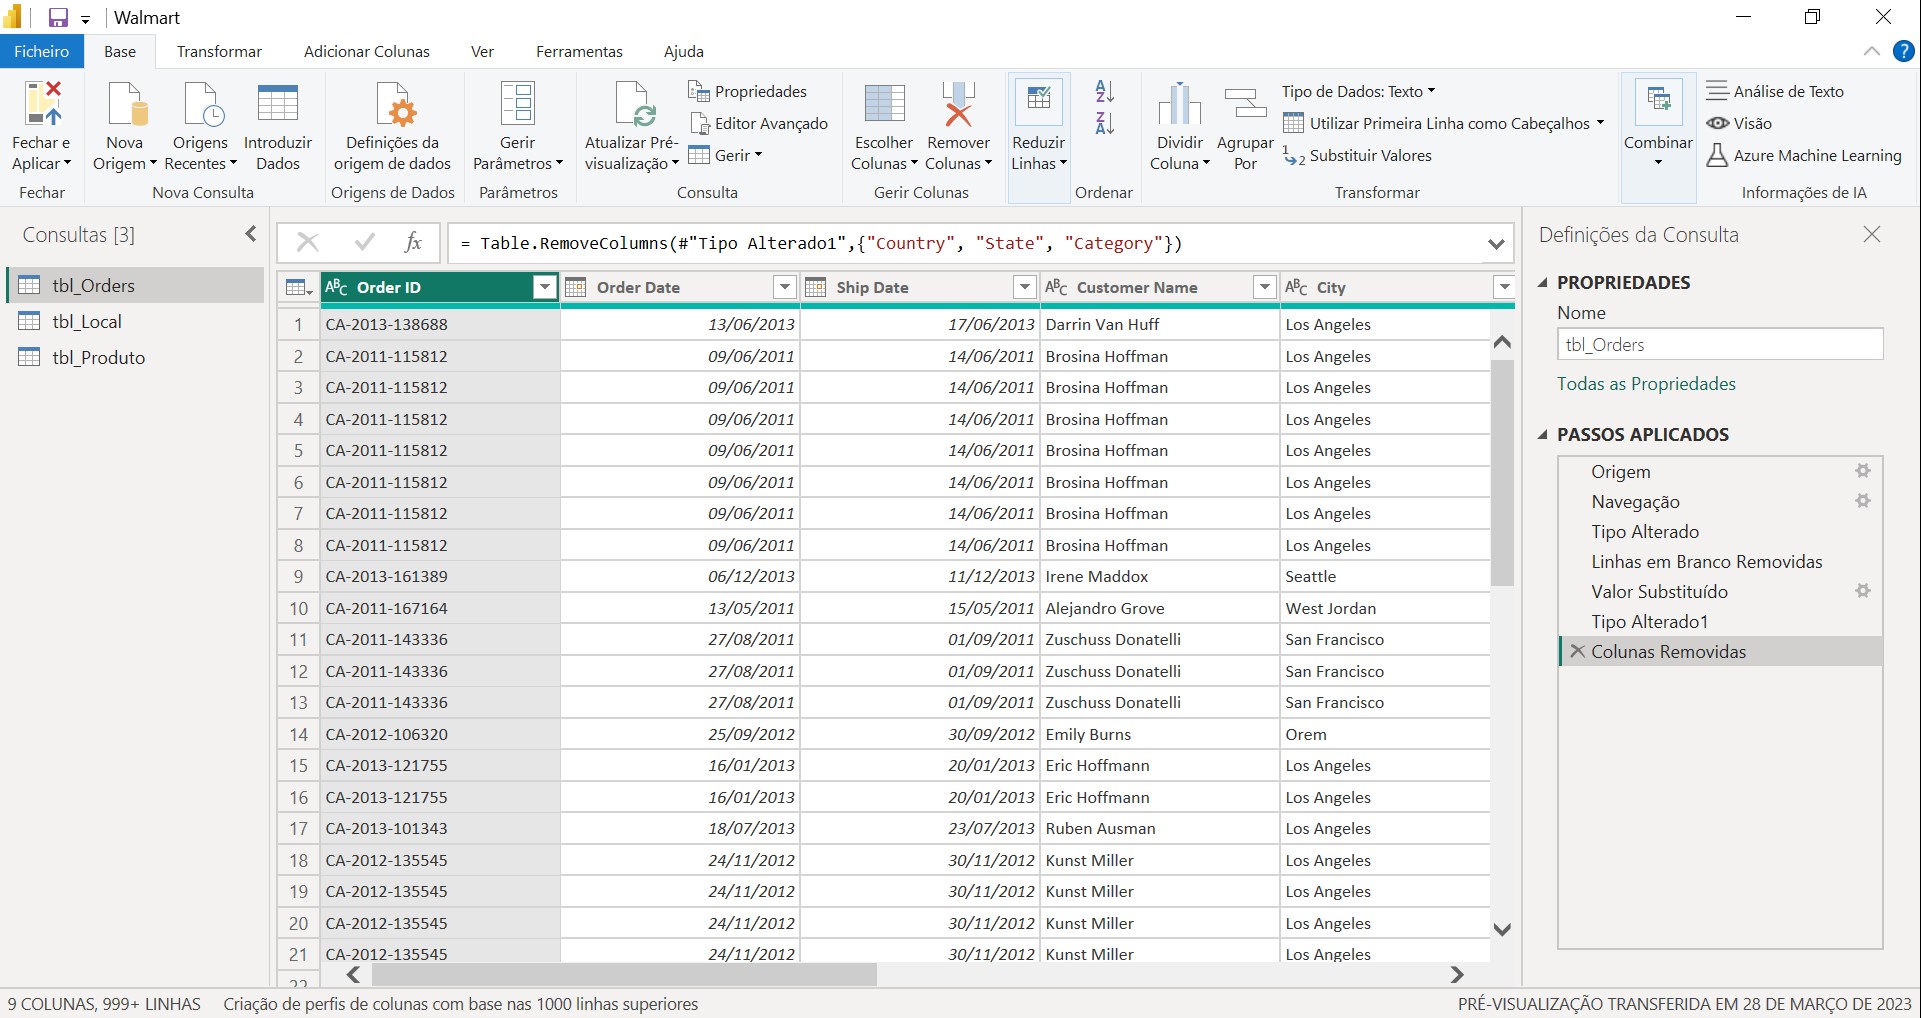 Walmart
Ficheiro Base Transformar Adicionar Colunas Ver Ferramentas Ajuda
Fechar e Aplicar
Fechar
Nova Origem
Origens Recentes
Introduzir Dados
Nova Consulta
Definições da origem de dados
Origens de Dados
Gerir Parâmetros
Parâmetros
Atualizar Pré-visualização
Propriedades
Editor Avançado
Gerir
Consulta
Escolher Colunas
Remover Colunas
Gerir Colunas
Reduzir Linhas
Ordenar
Dividir Coluna
Agrupar Por
Tipo de Dados: Texto
Utilizar Primeira Linha como Cabeçalhos
Substituir Valores
Transformar
Combinar
Análise de Texto
Visão
Azure Machine Learning
Informações de IA
Consultas [3]
tbl_Orders
tbl_Local
tbl_Produto
fx = Table.RemoveColumns(#"Tipo Alterado1",{"Country", "State", "Category"})
Order ID Order Date Ship Date Customer Name City
1 CA-2013-138688 13/06/2013 17/06/2013 Darrin Van Huff Los Angeles
2 CA-2011-115812 09/06/2011 14/06/2011 Brosina Hoffman Los Angeles
3 CA-2011-115812 09/06/2011 14/06/2011 Brosina Hoffman Los Angeles
4 CA-2011-115812 09/06/2011 14/06/2011 Brosina Hoffman Los Angeles
5 CA-2011-115812 09/06/2011 14/06/2011 Brosina Hoffman Los Angeles
6 CA-2011-115812 09/06/2011 14/06/2011 Brosina Hoffman Los Angeles
7 CA-2011-115812 09/06/2011 14/06/2011 Brosina Hoffman Los Angeles
8 CA-2011-115812 09/06/2011 14/06/2011 Brosina Hoffman Los Angeles
9 CA-2013-161389 06/12/2013 11/12/2013 Irene Maddox Seattle
10 CA-2011-167164 13/05/2011 15/05/2011 Alejandro Grove West Jordan
11 CA-2011-143336 27/08/2011 01/09/2011 Zuschuss Donatelli San Francisco
12 CA-2011-143336 27/08/2011 01/09/2011 Zuschuss Donatelli San Francisco
13 CA-2011-143336 27/08/2011 01/09/2011 Zuschuss Donatelli San Francisco
14 CA-2012-106320 25/09/2012 30/09/2012 Emily Burns Orem
15 CA-2013-121755 16/01/2013 20/01/2013 Eric Hoffmann Los Angeles
16 CA-2013-121755 16/01/2013 20/01/2013 Eric Hoffmann Los Angeles
17 CA-2013-101343 18/07/2013 23/07/2013 Ruben Ausman Los Angeles
18 CA-2012-135545 24/11/2012 30/11/2012 Kunst Miller Los Angeles
19 CA-2012-135545 24/11/2012 30/11/2012 Kunst Miller Los Angeles
20 CA-2012-135545 24/11/2012 30/11/2012 Kunst Miller Los Angeles
21 CA-2012-135545 24/11/2012 30/11/2012 Kunst Miller Los Angeles
22
Definições da Consulta
PROPRIEDADES
Nome
tbl_Orders
Todas as Propriedades
PASSOS APLICADOS
Origem
Navegação
Tipo Alterado
Linhas em Branco Removidas
Valor Substituído
Tipo Alterado1
Colunas Removidas
9 COLUNAS, 999+ LINHAS Criação de perfis de colunas com base nas 1000 linhas superiores
PRÉ-VISUALIZAÇÃO TRANSFERIDA EM 28 DE MARÇO DE 2023